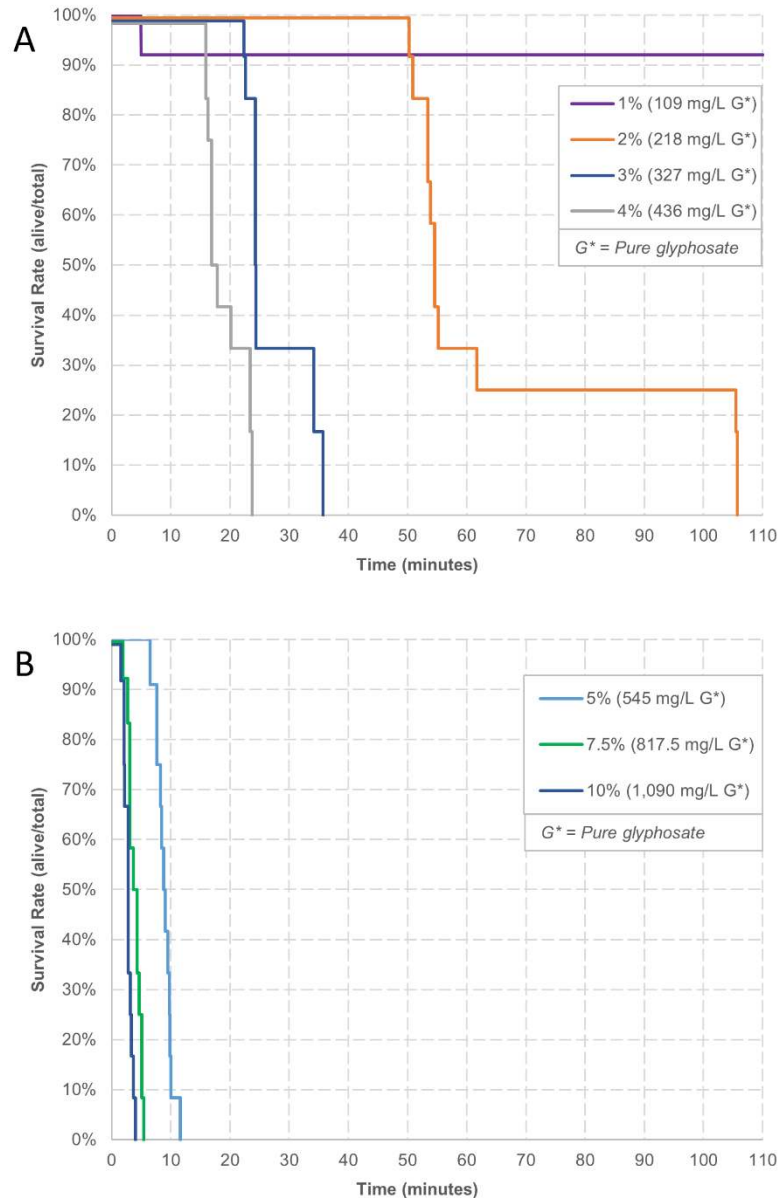 A
100%
90%
80%
70%
60%
50%
40%
30%
20%
10%
0%
Survival Rate (alive/total)
1% (109 mg/L G*)
2% (218 mg/L G*)
3% (327 mg/L G*)
4% (436 mg/L G*)
G* = Pure glyphosate
0 10 20 30 40 50 60 70 80 90 100 110
Time (minutes)
B
100%
90%
80%
70%
60%
50%
40%
30%
20%
10%
0%
Survival Rate (alive/total)
5% (545 mg/L G*)
7.5% (817.5 mg/L G*)
10% (1,090 mg/L G*)
G* = Pure glyphosate
0 10 20 30 40 50 60 70 80 90 100 110
Time (minutes)